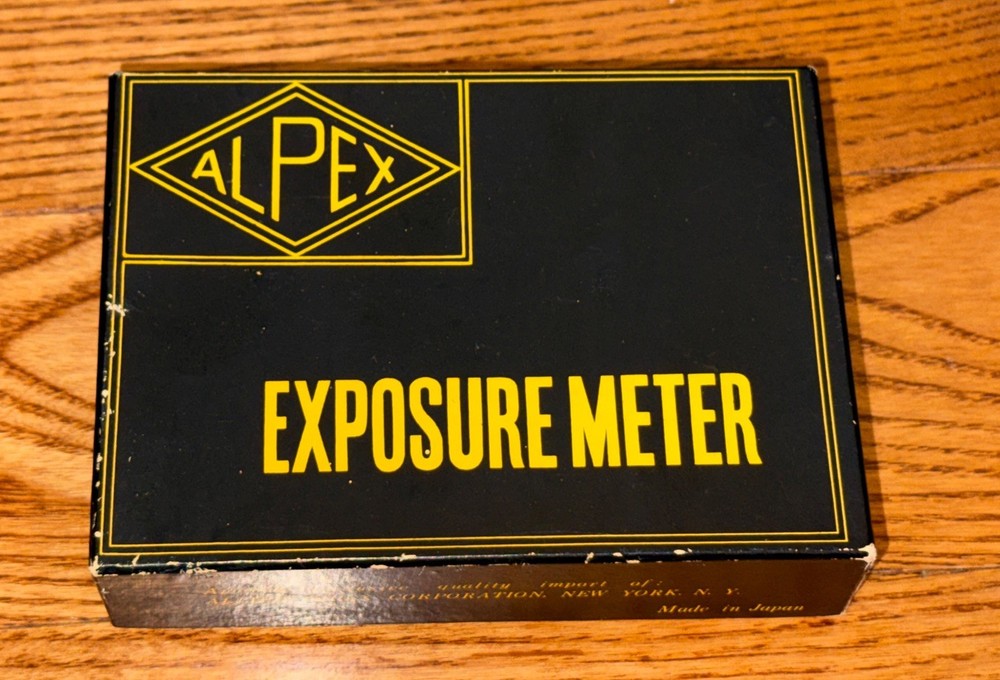 ALPEX
EXPOSURE METER
quality import of:
CORPORATION, NEW YORK, N. Y.
Made in Japan